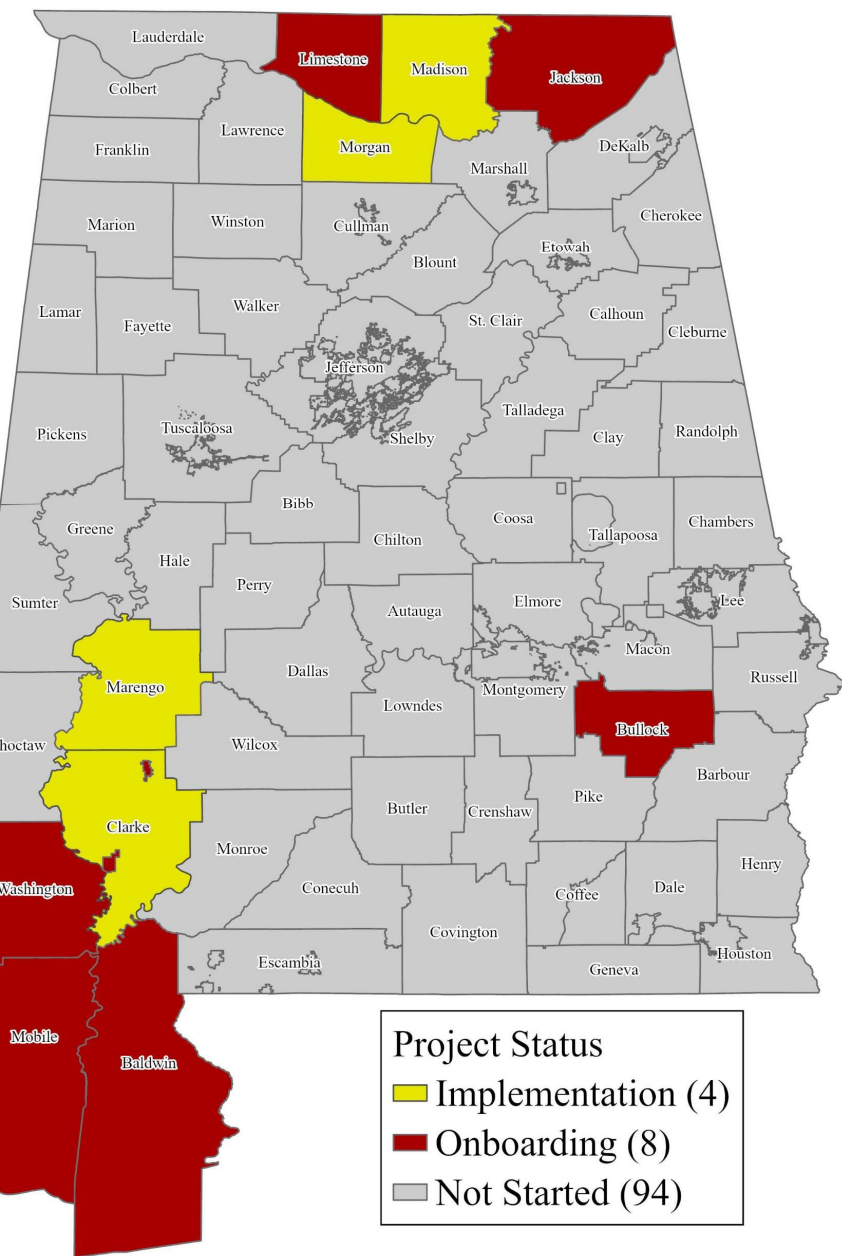 Lauderdale
Limestone
Madison
Jackson
Colbert
Lawrence
Franklin
Morgan
DeKalb
Marshall
Cherokee
Marion
Winston
Cullman
Etowah
Blount
Lamar
Fayette
Walker
St. Clair
Calhoun
Cleburne
Jefferson
Pickens
Tuscaloosa
Shelby
Talladega
Clay
Randolph
Bibb
Greene
Hale
Chilton
Coosa
Tallapoosa
Chambers
Sumter
Perry
Autauga
Elmore
Lee
Macon
Marengo
Dallas
Lowndes
Montgomery
Russell
hoctaw
Wilcox
Bullock
Barbour
Clarke
Butler
Crenshaw
Pike
Monroe
Henry
Washington
Conecuh
Coffee
Dale
Covington
Escambia
Geneva
Houston
Mobile
Baldwin
Project Status
Implementation (4)
Onboarding (8)
Not Started (94)